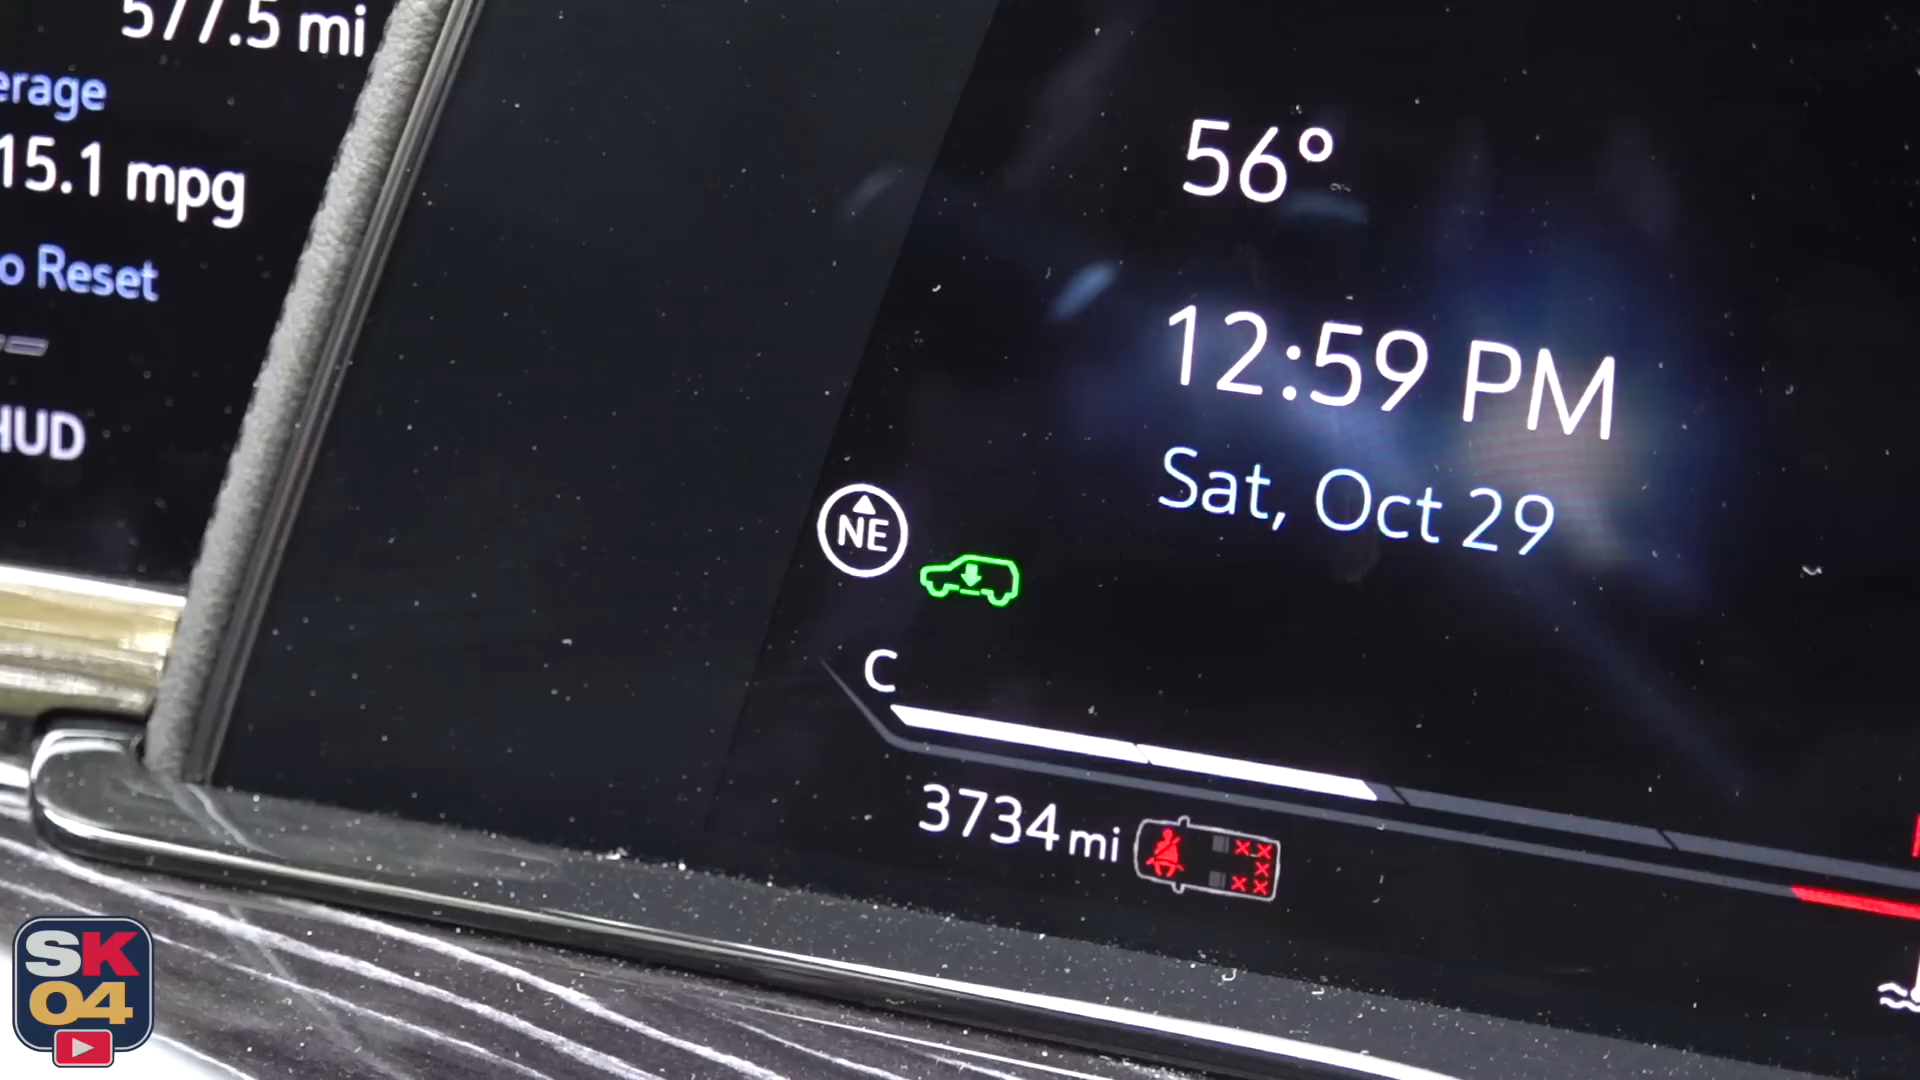 577.5 mi
erage
15.1 mpg
o Reset
HUD
56°
12:59 PM
Sat, Oct 29
NE
C
3734 mi
SK
04